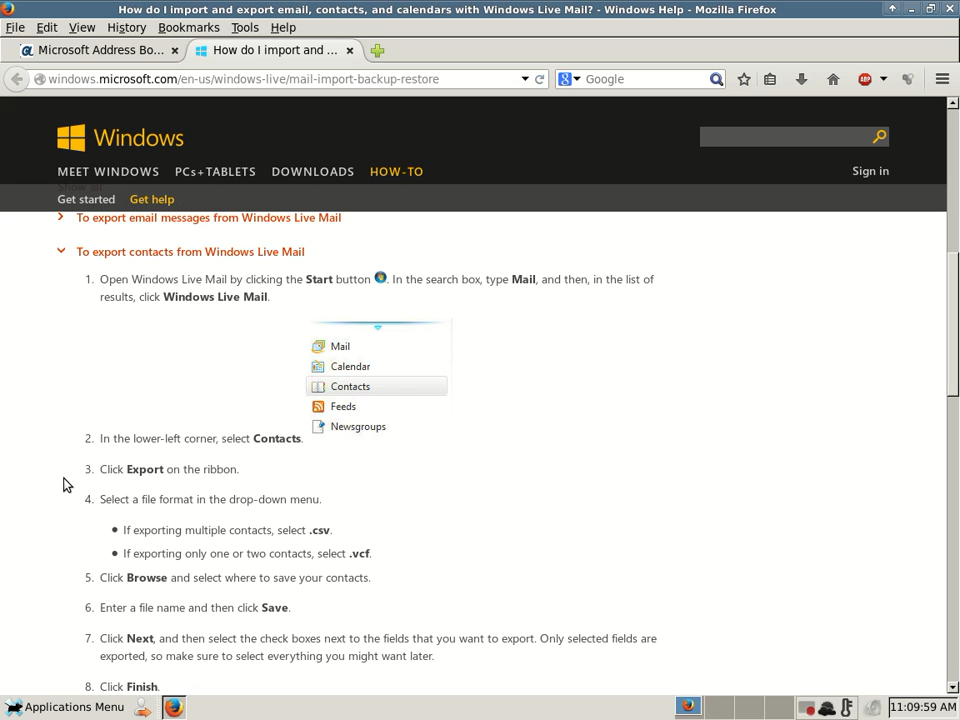 How do I import and export email, contacts, and calendars with Windows Live Mail? - Windows Help - Mozilla Firefox
File Edit View History Bookmarks Tools Help
Microsoft Address Bo... How do I import and ...
windows.microsoft.com/en-us/windows-live/mail-import-backup-restore Google
Windows
MEET WINDOWS PCs+TABLETS DOWNLOADS HOW-TO Sign in
Show all
Get started Get help
To export email messages from Windows Live Mail
To export contacts from Windows Live Mail
1. Open Windows Live Mail by clicking the Start button . In the search box, type Mail, and then, in the list of
results, click Windows Live Mail.
Mail
Calendar
Contacts
Feeds
Newsgroups
2. In the lower-left corner, select Contacts.
3. Click Export on the ribbon.
4. Select a file format in the drop-down menu.
• If exporting multiple contacts, select .csv.
• If exporting only one or two contacts, select .vcf.
5. Click Browse and select where to save your contacts.
6. Enter a file name and then click Save.
7. Click Next, and then select the check boxes next to the fields that you want to export. Only selected fields are
exported, so make sure to select everything you might want later.
8. Click Finish.
Applications Menu 11:09:59 AM